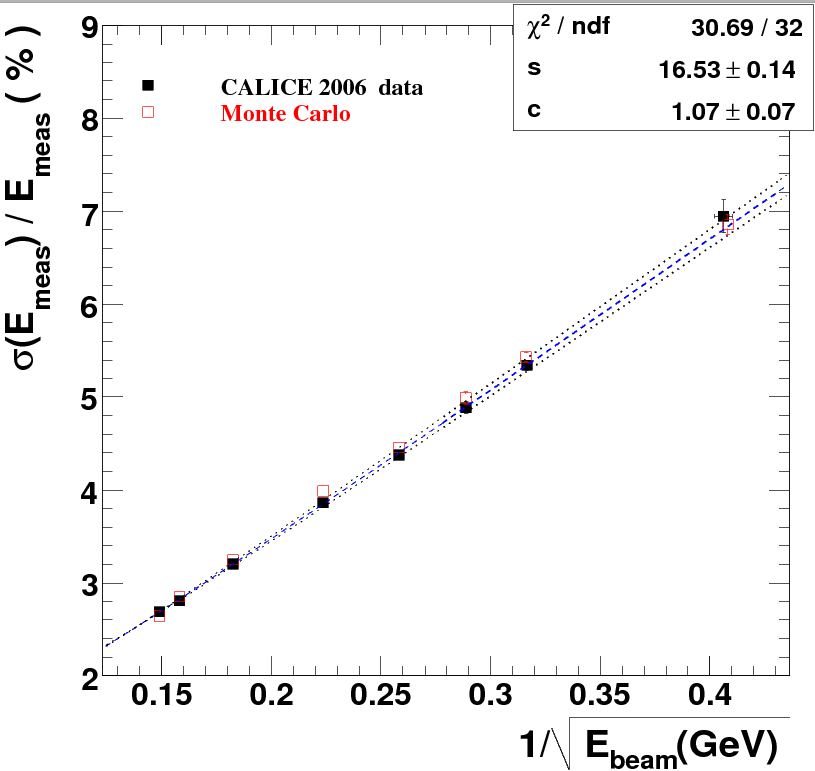 χ² / ndf 30.69 / 32
s 16.53 ± 0.14
c 1.07 ± 0.07
CALICE 2006 data
Monte Carlo
σ(E_meas) / E_meas ( % )
9
8
7
6
5
4
3
2
0.15 0.2 0.25 0.3 0.35 0.4
1/√E_beam(GeV)